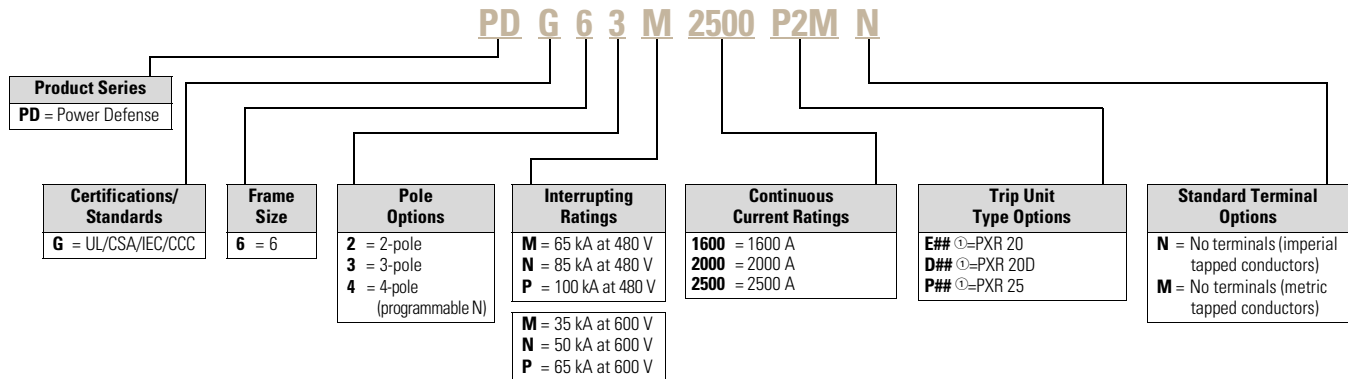 PD G 6 3 M 2500 P2M N
Product Series
PD = Power Defense
Certifications/
Standards
G = UL/CSA/IEC/CCC
Frame
Size
6 = 6
Pole
Options
2 = 2-pole
3 = 3-pole
4 = 4-pole
(programmable N)
Interrupting
Ratings
M = 65 kA at 480 V
N = 85 kA at 480 V
P = 100 kA at 480 V
M = 35 kA at 600 V
N = 50 kA at 600 V
P = 65 kA at 600 V
Continuous
Current Ratings
1600 = 1600 A
2000 = 2000 A
2500 = 2500 A
Trip Unit
Type Options
E## ①=PXR 20
D## ①=PXR 20D
P## ①=PXR 25
Standard Terminal
Options
N = No terminals (imperial
tapped conductors)
M = No terminals (metric
tapped conductors)